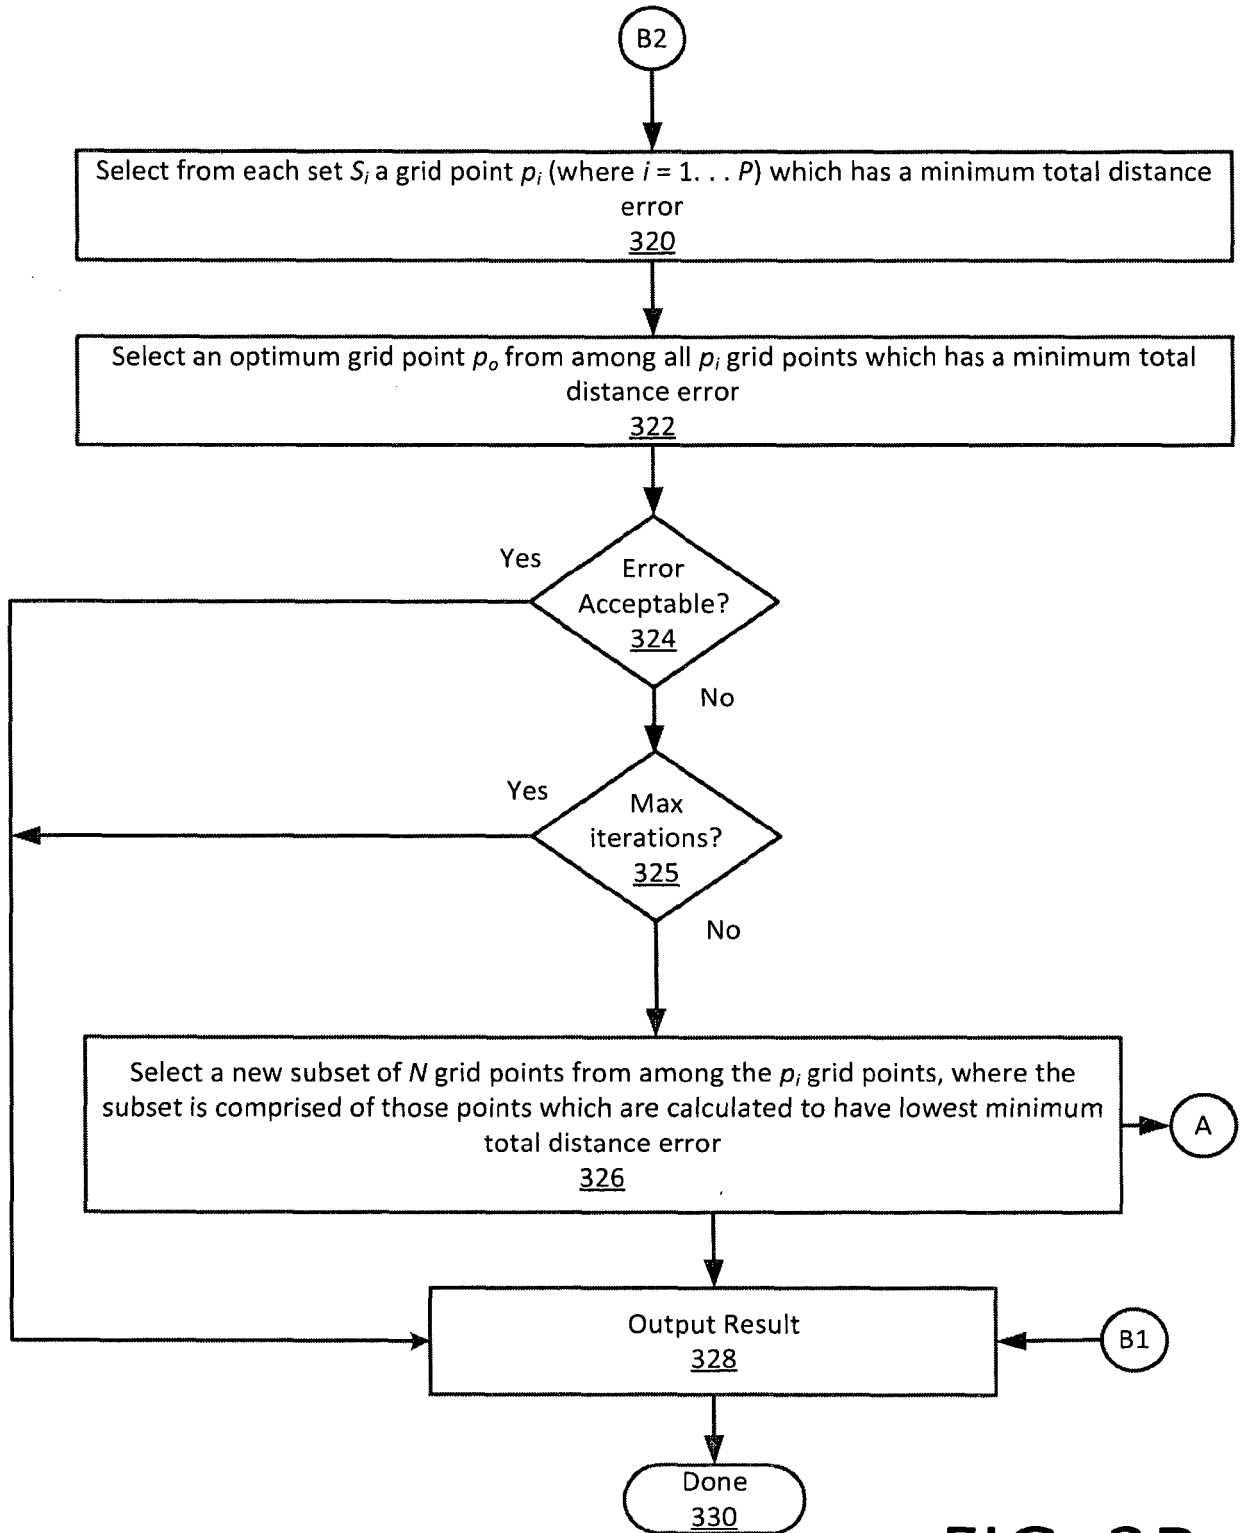 B2
Select from each set Si a grid point pi (where i = 1. . . P) which has a minimum total distance
error
320
Select an optimum grid point po from among all pi grid points which has a minimum total
distance error
322
Yes
Error
Acceptable?
324
No
Yes
Max
iterations?
325
No
Select a new subset of N grid points from among the pi grid points, where the
subset is comprised of those points which are calculated to have lowest minimum
total distance error
326
A
Output Result
328
B1
Done
330